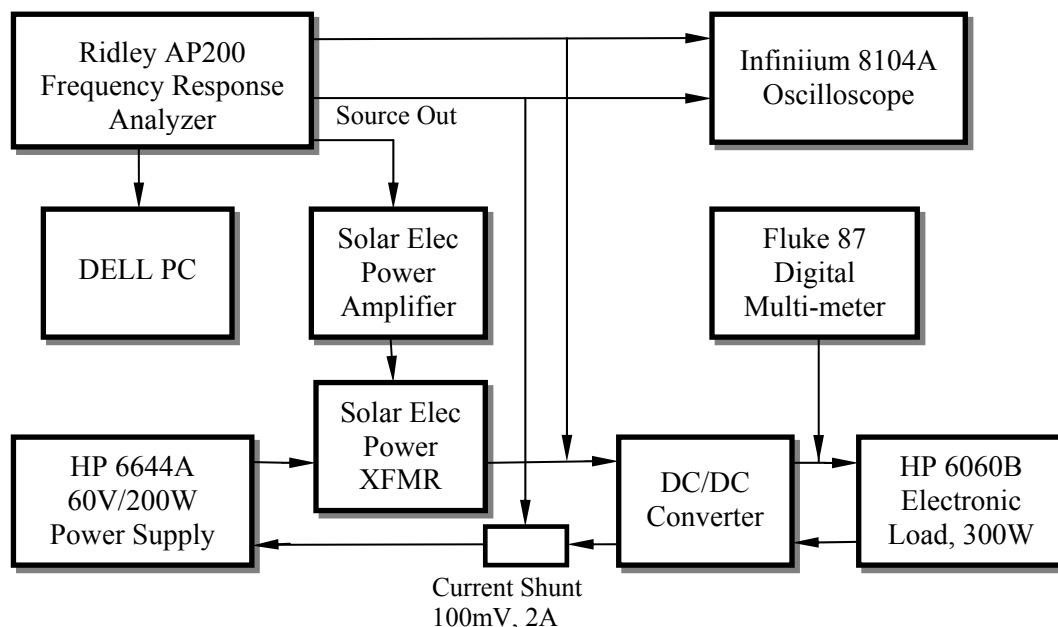 Ridley AP200
Frequency Response
Analyzer
Infiniium 8104A
Oscilloscope
Source Out
DELL PC
Solar Elec
Power
Amplifier
Fluke 87
Digital
Multi-meter
HP 6644A
60V/200W
Power Supply
Solar Elec
Power
XFMR
DC/DC
Converter
HP 6060B
Electronic
Load, 300W
Current Shunt
100mV, 2A